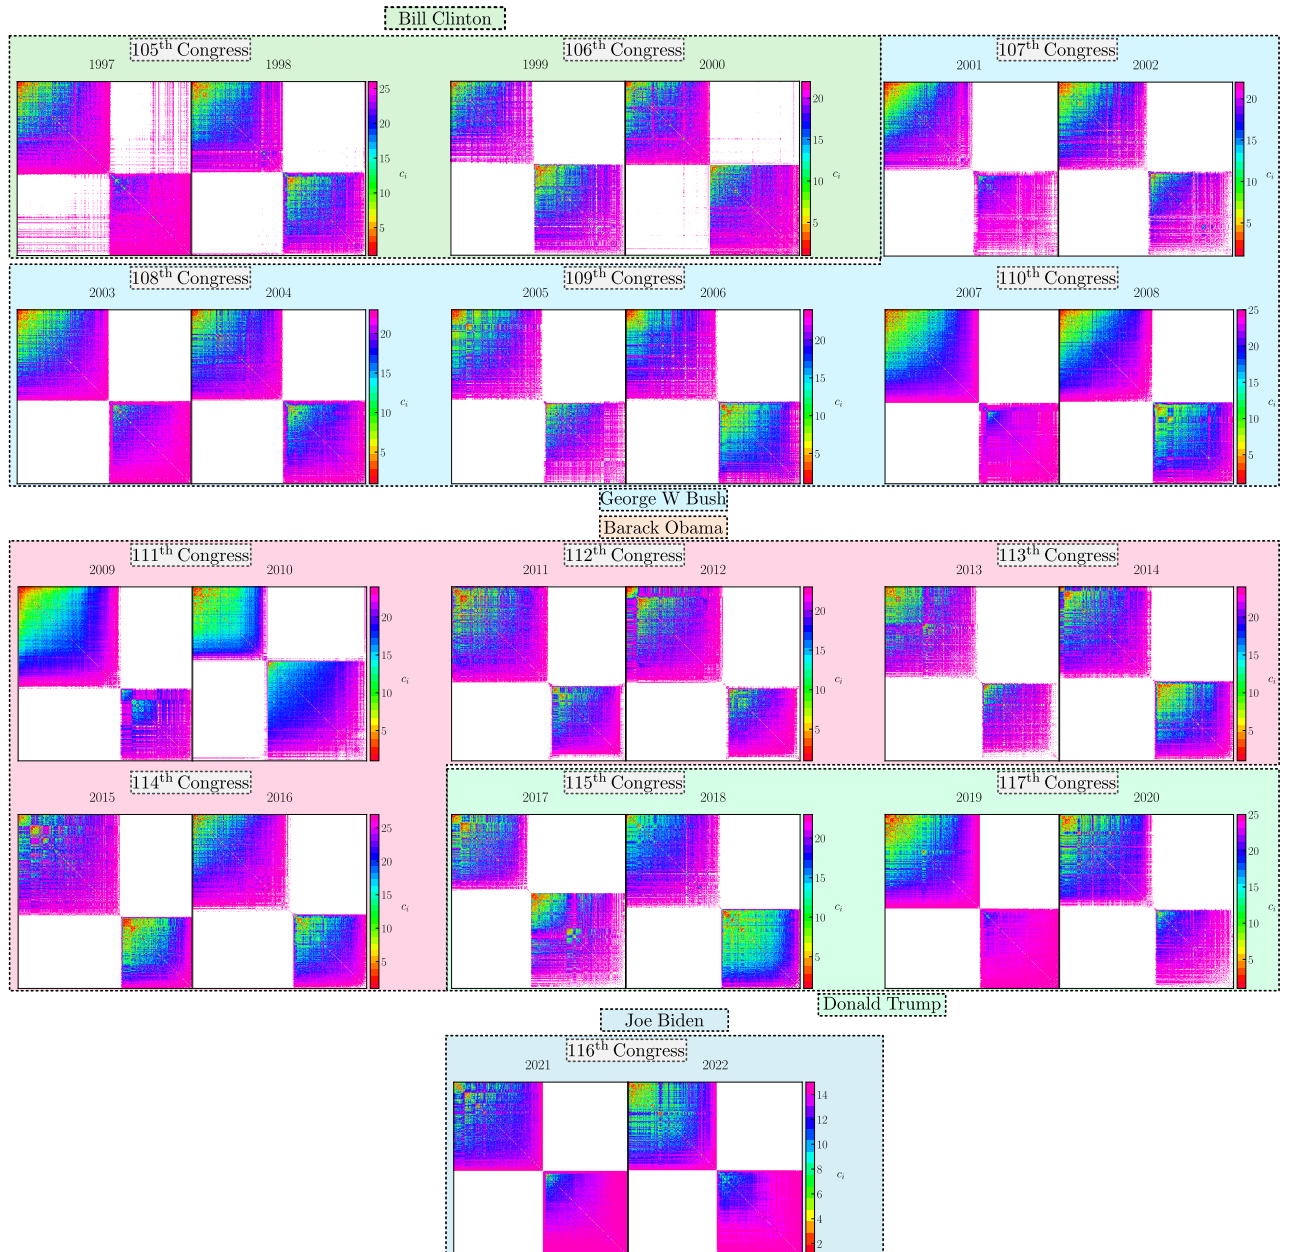 Bill Clinton
105th Congress 106th Congress 107th Congress
1997 1998 1999 2000 2001 2002
25 20 15 10 5 c_i
20 15 10 5 c_i
20 15 10 5 c_i
108th Congress 109th Congress 110th Congress
2003 2004 2005 2006 2007 2008
20 15 10 5 c_i
20 15 10 5 c_i
25 20 15 10 5 c_i
George W Bush
Barack Obama
111th Congress 112th Congress 113th Congress
2009 2010 2011 2012 2013 2014
20 15 10 5 c_i
20 15 10 5 c_i
20 15 10 5 c_i
114th Congress 115th Congress 117th Congress
2015 2016 2017 2018 2019 2020
25 20 15 10 5 c_i
20 15 10 5 c_i
25 20 15 10 5 c_i
Donald Trump
Joe Biden
116th Congress
2021 2022
14 12 10 8 6 4 2 c_i